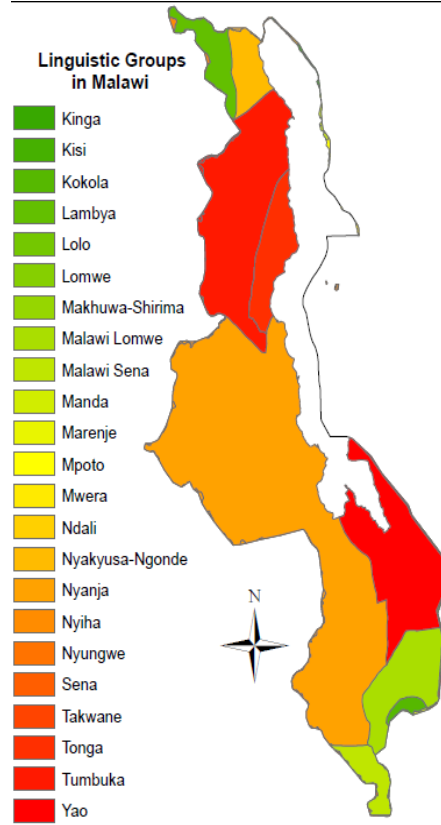 Linguistic Groups
in Malawi
Kinga
Kisi
Kokola
Lambya
Lolo
Lomwe
Makhuwa-Shirima
Malawi Lomwe
Malawi Sena
Manda
Marenje
Mpoto
Mwera
Ndali
Nyakyusa-Ngonde
Nyanja
Nyiha
Nyungwe
Sena
Takwane
Tonga
Tumbuka
Yao
N